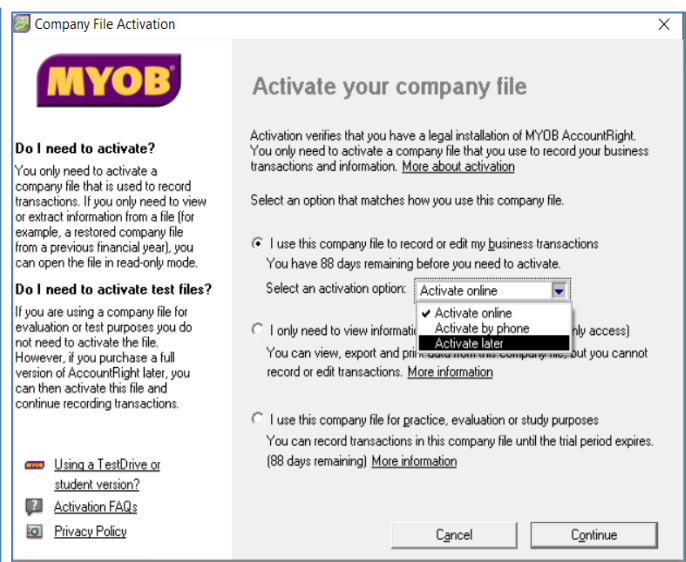 Company File Activation
MYOB
Do I need to activate?
You only need to activate a
company file that is used to record
transactions. If you only need to view
or extract information from a file (for
example, a restored company file
from a previous financial year), you
can open the file in read-only mode.
Do I need to activate test files?
If you are using a company file for
evaluation or test purposes you do
not need to activate the file.
However, if you purchase a full
version of AccountRight later, you
can then activate this file and
continue recording transactions.
Using a TestDrive or
student version?
Activation FAQs
Privacy Policy
Activate your company file
Activation verifies that you have a legal installation of MYOB AccountRight.
You only need to activate a company file that you use to record your business
transactions and information. More about activation
Select an option that matches how you use this company file.
I use this company file to record or edit my business transactions
You have 88 days remaining before you need to activate.
Select an activation option: Activate online
Activate online
Activate by phone
Activate later
I only need to view informati nly access)
You can view, export and print data from this company file, but you cannot
record or edit transactions. More information
I use this company file for practice, evaluation or study purposes
You can record transactions in this company file until the trial period expires.
(88 days remaining) More information
Cancel
Continue